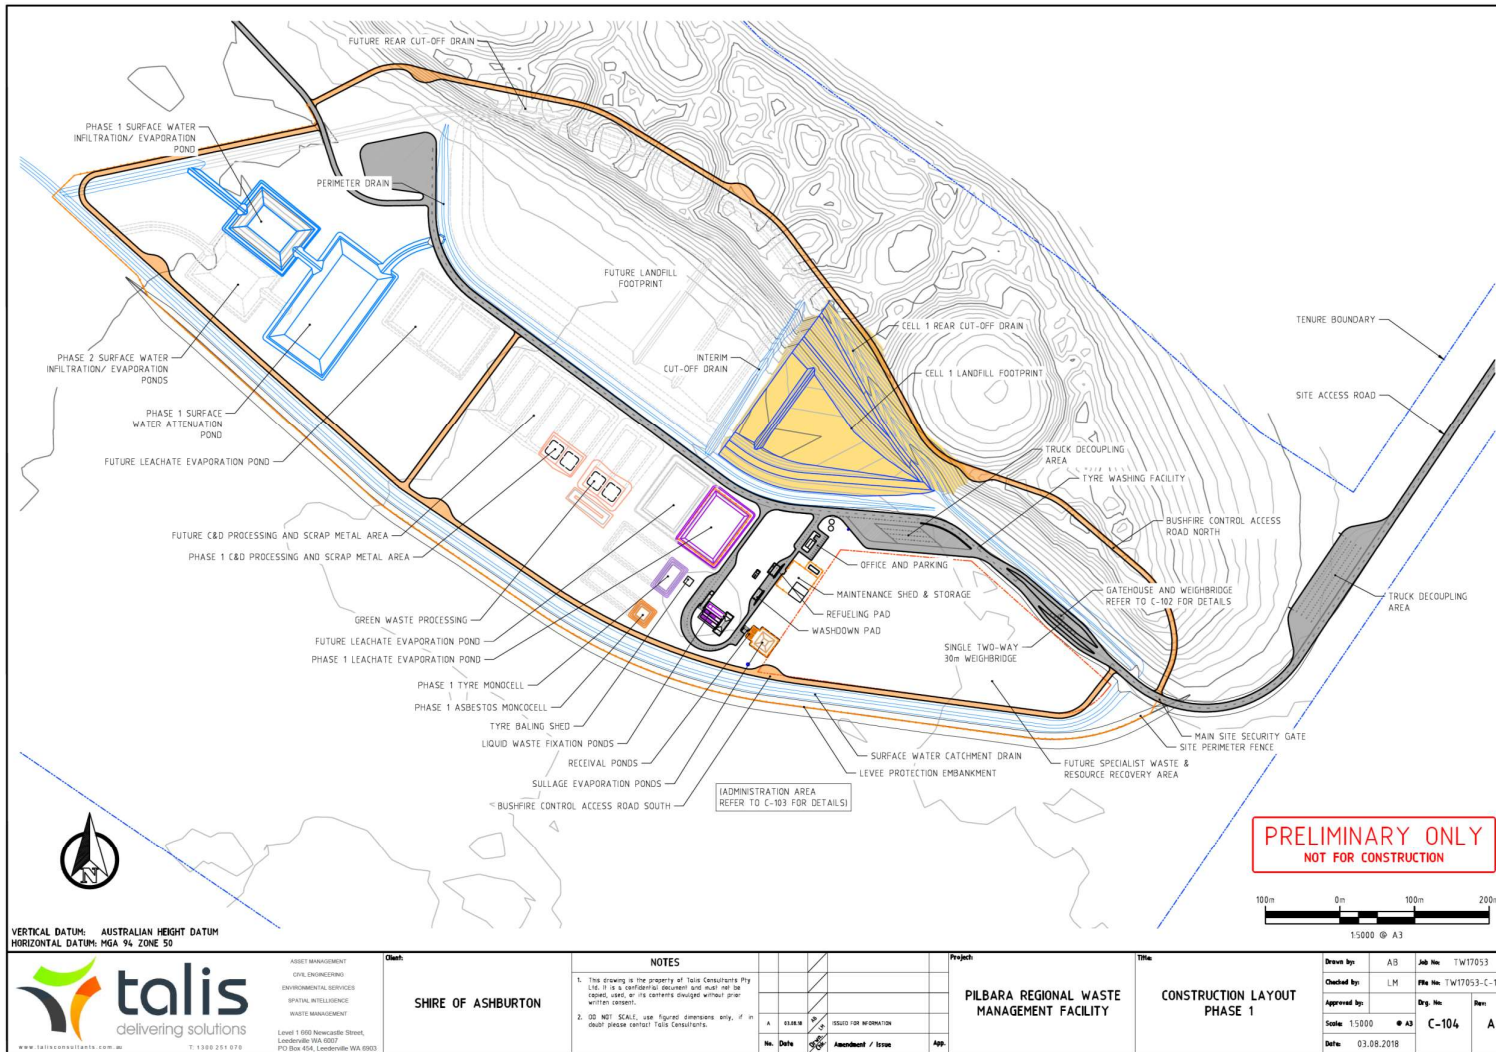 FUTURE REAR CUT-OFF DRAIN
PHASE 1 SURFACE WATER
INFILTRATION/ EVAPORATION
POND
PERIMETER DRAIN
FUTURE LANDFILL
FOOTPRINT
CELL 1 REAR CUT-OFF DRAIN
INTERIM
CUT-OFF DRAIN
CELL 1 LANDFILL FOOTPRINT
TENURE BOUNDARY
SITE ACCESS ROAD
PHASE 2 SURFACE WATER
INFILTRATION/ EVAPORATION
PONDS
PHASE 1 SURFACE
WATER ATTENUATION
POND
FUTURE LEACHATE EVAPORATION POND
TRUCK DECOUPLING
AREA
TYRE WASHING FACILITY
BUSHFIRE CONTROL ACCESS
ROAD NORTH
FUTURE C&D PROCESSING AND SCRAP METAL AREA
PHASE 1 C&D PROCESSING AND SCRAP METAL AREA
OFFICE AND PARKING
MAINTENANCE SHED & STORAGE
REFUELING PAD
WASHDOWN PAD
GATEHOUSE AND WEIGHBRIDGE
REFER TO C-102 FOR DETAILS
TRUCK DECOUPLING
AREA
GREEN WASTE PROCESSING
FUTURE LEACHATE EVAPORATION POND
PHASE 1 LEACHATE EVAPORATION POND
SINGLE TWO-WAY
30m WEIGHBRIDGE
PHASE 1 TYRE MONOCELL
PHASE 1 ASBESTOS MONCOCELL
TYRE BALING SHED
LIQUID WASTE FIXATION PONDS
RECEIVAL PONDS
SULLAGE EVAPORATION PONDS
BUSHFIRE CONTROL ACCESS ROAD SOUTH
MAIN SITE SECURITY GATE
SITE PERIMETER FENCE
SURFACE WATER CATCHMENT DRAIN
LEVEE PROTECTION EMBANKMENT
FUTURE SPECIALIST WASTE &
RESOURCE RECOVERY AREA
(ADMINISTRATION AREA
REFER TO C-103 FOR DETAILS)
PRELIMINARY ONLY
NOT FOR CONSTRUCTION
N
100m 0m 100m 200m
1:5000 @ A3
VERTICAL DATUM: AUSTRALIAN HEIGHT DATUM
HORIZONTAL DATUM: MGA 94 ZONE 50
talis
delivering solutions
www.talisconsultants.com.au T: 1300 251 070
ASSET MANAGEMENT
CIVIL ENGINEERING
ENVIRONMENTAL SERVICES
SPATIAL INTELLIGENCE
WASTE MANAGEMENT
Level 1 660 Newcastle Street,
Leederville WA 6007
PO Box 454, Leederville WA 6903
Client:
SHIRE OF ASHBURTON
NOTES
1. This drawing is the property of Talis Consultants Pty
Ltd. It is a confidential document and must not be
copied, used, or its contents divulged without prior
written consent.
2. DO NOT SCALE, use figured dimensions only, if in
doubt please contact Talis Consultants.
A 03.08.18 AB LM ISSUED FOR INFORMATION
No. Date Amendment / Issue App.
Project:
PILBARA REGIONAL WASTE
MANAGEMENT FACILITY
Title:
CONSTRUCTION LAYOUT
PHASE 1
Drawn by: AB Job No: TW17053
Checked by: LM File No: TW17053-C-1
Approved by: Drg. No: Rev:
Scale: 1:5000 @ A3 C-104 A
Date: 03.08.2018